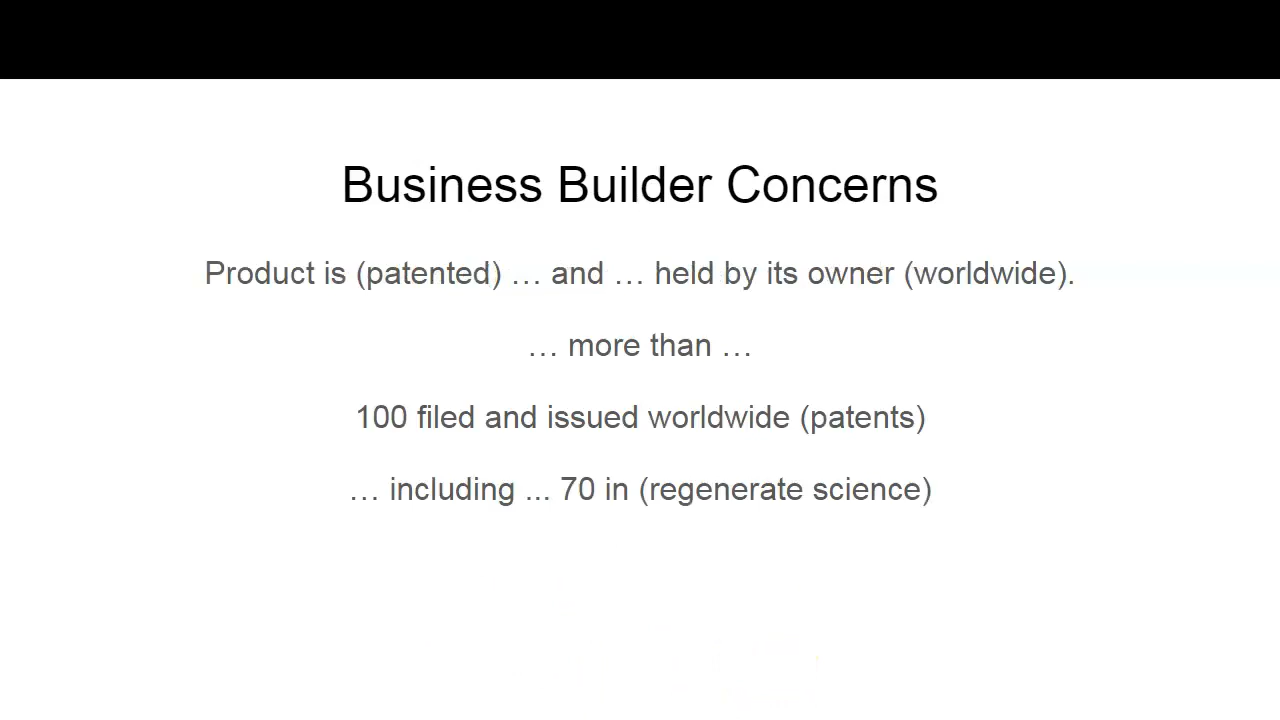 Business Builder Concerns
Product is (patented) … and … held by its owner (worldwide).
… more than …
100 filed and issued worldwide (patents)
… including ... 70 in (regenerate science)